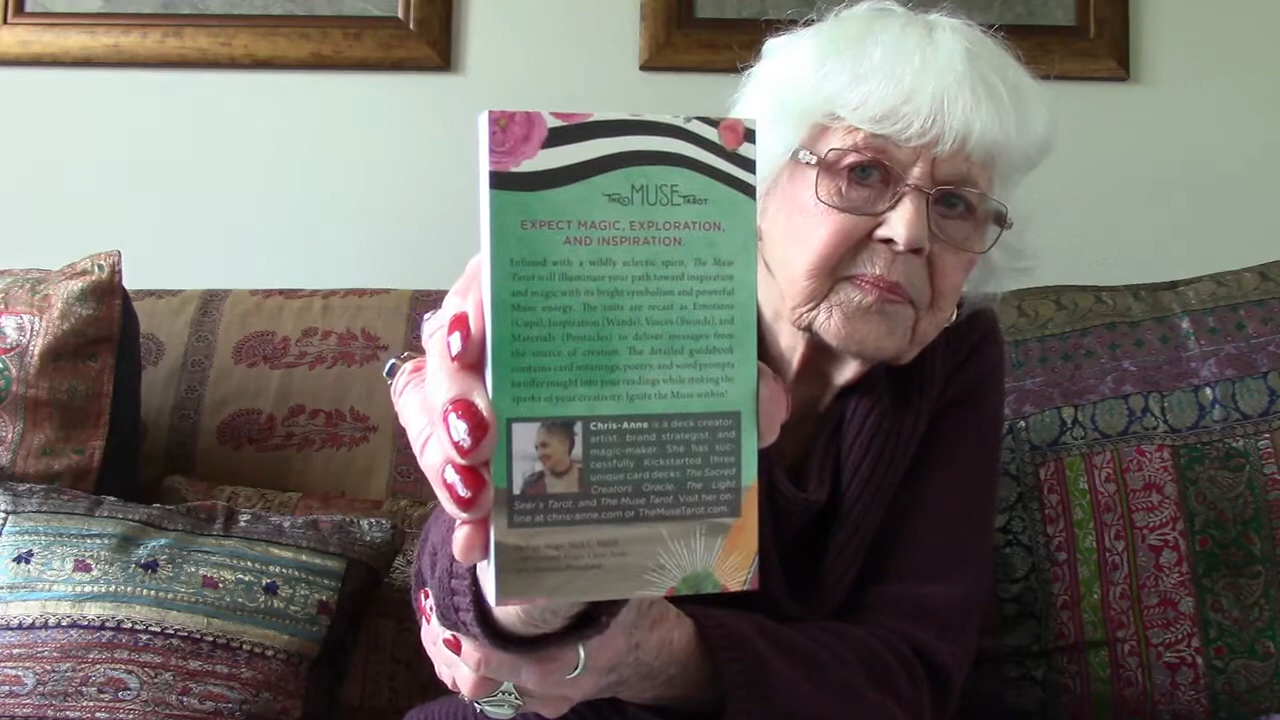 THE MUSE TAROT
EXPECT MAGIC, EXPLORATION,
AND INSPIRATION.
Infused with a wildly eclectic spirit, The Muse
Tarot will illuminate your path toward inspiration
and magic with its bright symbolism and powerful
Muse energy. The suits are recast as Emotions
(Cups), Inspiration (Wands), Voices (Swords), and
Materials (Pentacles) to deliver messages from
the source of creation. The detailed guidebook
contains card meanings, poetry, and word prompts
to offer insight into your readings while stoking the
sparks of your creativity. Ignite the Muse within!
Chris-Anne is a deck creator,
artist, brand strategist, and
magic-maker. She has suc-
cessfully Kickstarted three
unique card decks: The Sacred
Creators Oracle, The Light
Seer's Tarot, and The Muse Tarot. Visit her on-
line at chris-anne.com or TheMuseTarot.com.